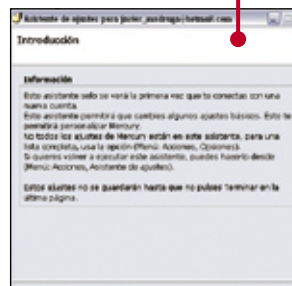 Asistente de ajustes para javier_madruga@hotmail.com
Introducción
Información
Este asistente sólo se verá la primera vez que te conectas con una
nueva cuenta.
Este asistente permitirá que cambies algunos ajustes básicos. Esto te
permitirá personalizar Mercury.
No todos los ajustes de Mercury están en este asistente, para una
lista completa, usa la opción (Menú: Acciones, Opciones).
Si quieres volver a ejecutar este asistente, puedes hacerlo desde
(Menú: Acciones, Asistente de ajustes).
Estos ajustes no se guardarán hasta que no pulses Terminar en la
última página.